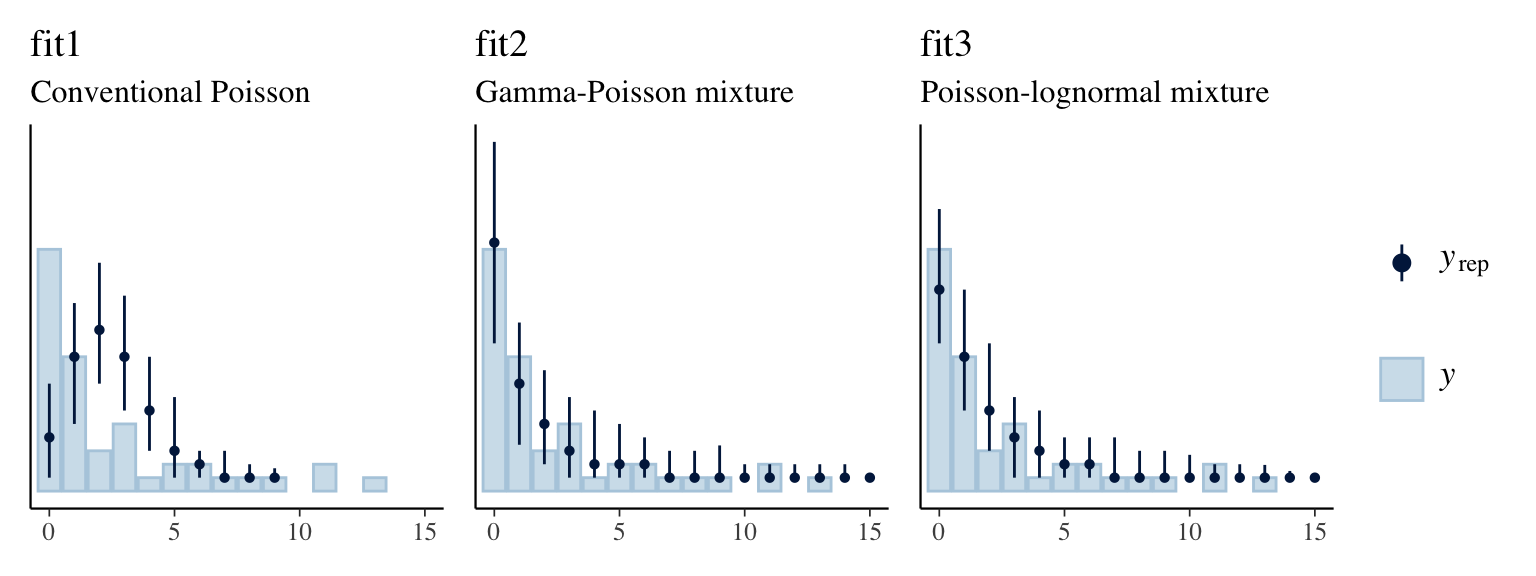 fit1
Conventional Poisson
0 5 10 15
fit2
Gamma-Poisson mixture
0 5 10 15
fit3
Poisson-lognormal mixture
0 5 10 15
y rep
y